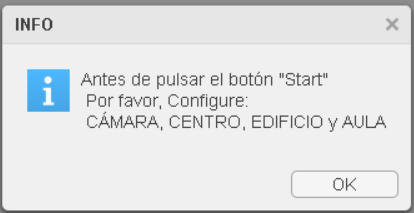 INFO
Antes de pulsar el botón "Start"
Por favor, Configure:
CÁMARA, CENTRO, EDIFICIO y AULA
OK